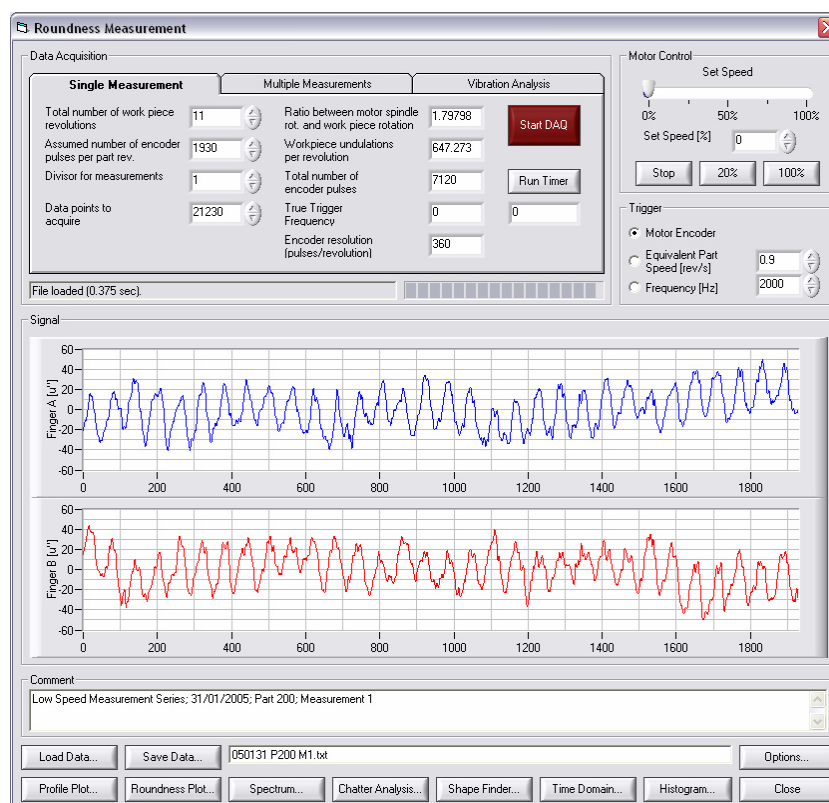 Roundness Measurement
Data Acquisition
Single Measurement
Multiple Measurements
Vibration Analysis
Total number of work piece
revolutions
11
Assumed number of encoder
pulses per part rev.
1930
Divisor for measurements
1
Data points to
acquire
21230
Ratio between motor spindle
rot. and work piece rotation
1.79798
Workpiece undulations
per revolution
647.273
Total number of
encoder pulses
7120
True Trigger
Frequency
0
0
Encoder resolution
(pulses/revolution)
360
Start DAQ
Run Timer
File loaded (0.375 sec).
Motor Control
Set Speed
0% 50% 100%
Set Speed [%]
0
Stop
20%
100%
Trigger
Motor Encoder
Equivalent Part
Speed [rev/s]
0.9
Frequency [Hz]
2000
Signal
Finger A [u"]
60
40
20
0
-20
-40
-60
0 200 400 600 800 1000 1200 1400 1600 1800
Finger B [u"]
60
40
20
0
-20
-40
-60
0 200 400 600 800 1000 1200 1400 1600 1800
Comment
Low Speed Measurement Series; 31/01/2005; Part 200; Measurement 1
Load Data...
Save Data...
050131 P200 M1.txt
Options...
Profile Plot...
Roundness Plot...
Spectrum...
Chatter Analysis...
Shape Finder...
Time Domain...
Histogram...
Close